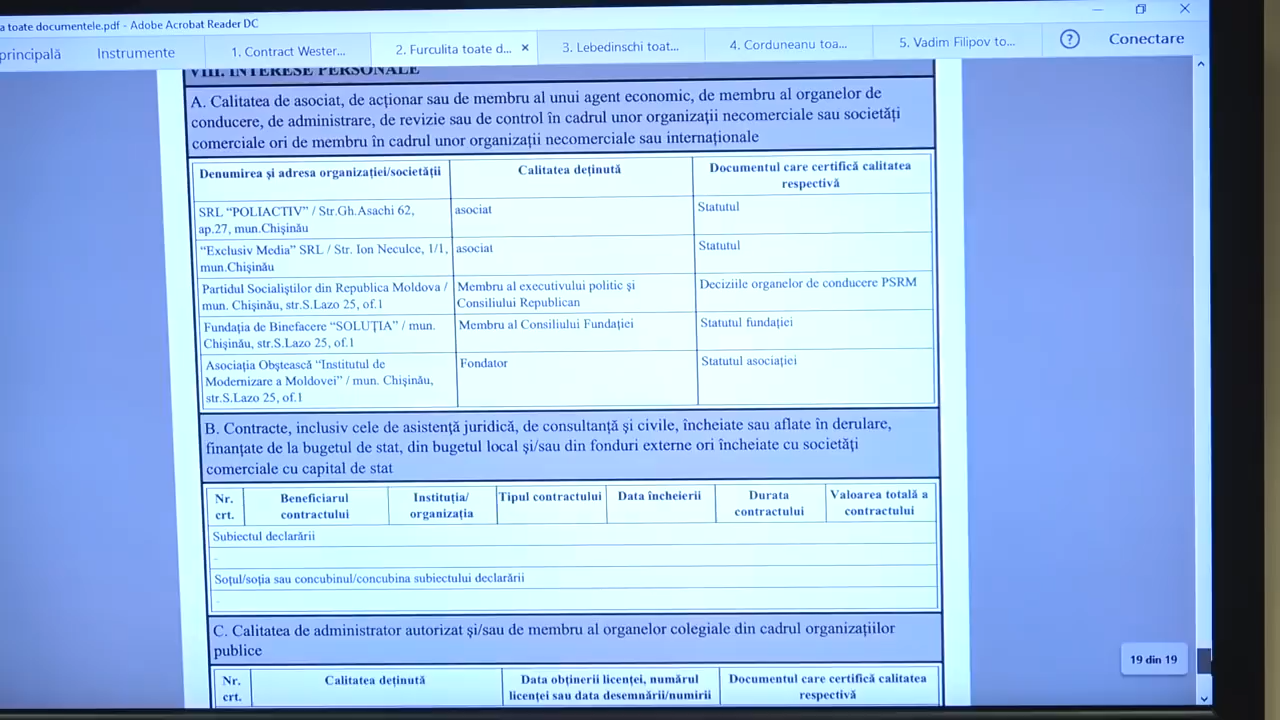 a toate documentele.pdf - Adobe Acrobat Reader DC
principală
Instrumente
1. Contract Wester...
2. Furculita toate d... ×
3. Lebedinschi toat...
4. Corduneanu toa...
5. Vadim Filipov to...
?
Conectare
VIII. INTERESE PERSONALE
A. Calitatea de asociat, de acționar sau de membru al unui agent economic, de membru al organelor de
conducere, de administrare, de revizie sau de control în cadrul unor organizații necomerciale sau societăți
comerciale ori de membru în cadrul unor organizații necomerciale sau internaționale
Denumirea și adresa organizației/societății
Calitatea deținută
Documentul care certifică calitatea
respectivă
SRL “POLIACTIV” / Str.Gh.Asachi 62,
ap.27, mun.Chișinău
asociat
Statutul
“Exclusiv Media” SRL / Str. Ion Neculce, 1/1,
mun.Chișinău
asociat
Statutul
Partidul Socialiștilor din Republica Moldova /
mun. Chișinău, str.S.Lazo 25, of.1
Membru al executivului politic și
Consiliului Republican
Deciziile organelor de conducere PSRM
Fundația de Binefacere “SOLUȚIA” / mun.
Chișinău, str.S.Lazo 25, of.1
Membru al Consiliului Fundației
Statutul fundației
Asociația Obștească “Institutul de
Modernizare a Moldovei” / mun. Chișinău,
str.S.Lazo 25, of.1
Fondator
Statutul asociației
B. Contracte, inclusiv cele de asistență juridică, de consultanță și civile, încheiate sau aflate în derulare,
finanțate de la bugetul de stat, din bugetul local și/sau din fonduri externe ori încheiate cu societăți
comerciale cu capital de stat
Nr.
crt.
Beneficiarul
contractului
Instituția/
organizația
Tipul contractului
Data încheierii
Durata
contractului
Valoarea totală a
contractului
Subiectul declarării
-
Soțul/soția sau concubinul/concubina subiectului declarării
-
C. Calitatea de administrator autorizat și/sau de membru al organelor colegiale din cadrul organizațiilor
publice
Nr.
crt.
Calitatea deținută
Data obținerii licenței, numărul
licenței sau data desemnării/numirii
Documentul care certifică calitatea
respectivă
19 din 19